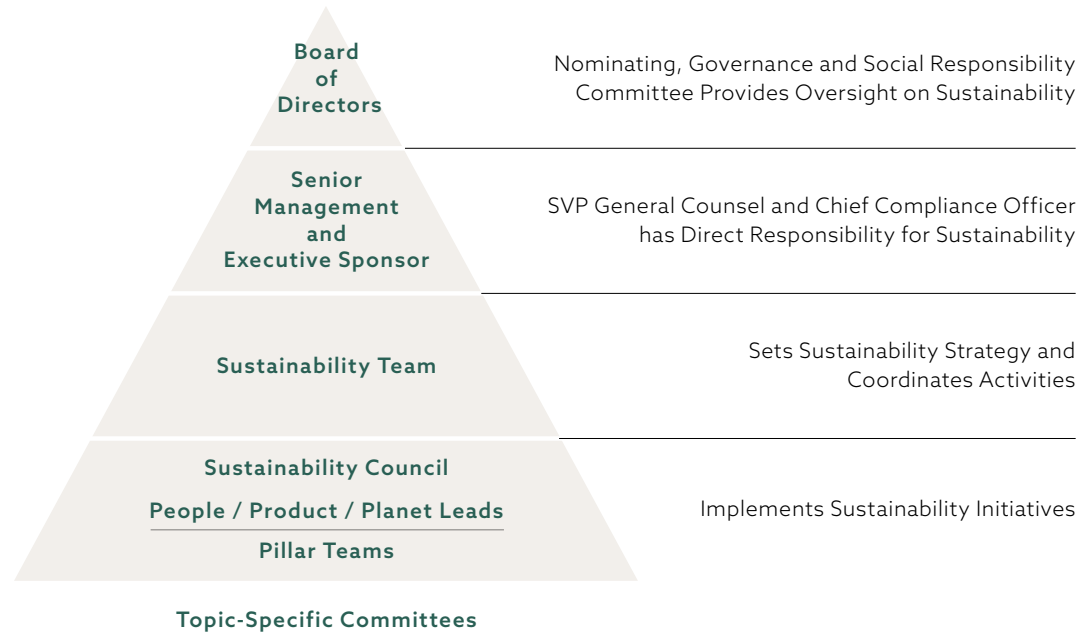 Board
of
Directors
Nominating, Governance and Social Responsibility
Committee Provides Oversight on Sustainability
Senior
Management
and
Executive Sponsor
SVP General Counsel and Chief Compliance Officer
has Direct Responsibility for Sustainability
Sustainability Team
Sets Sustainability Strategy and
Coordinates Activities
Sustainability Council
People / Product / Planet Leads
Pillar Teams
Implements Sustainability Initiatives
Topic-Specific Committees